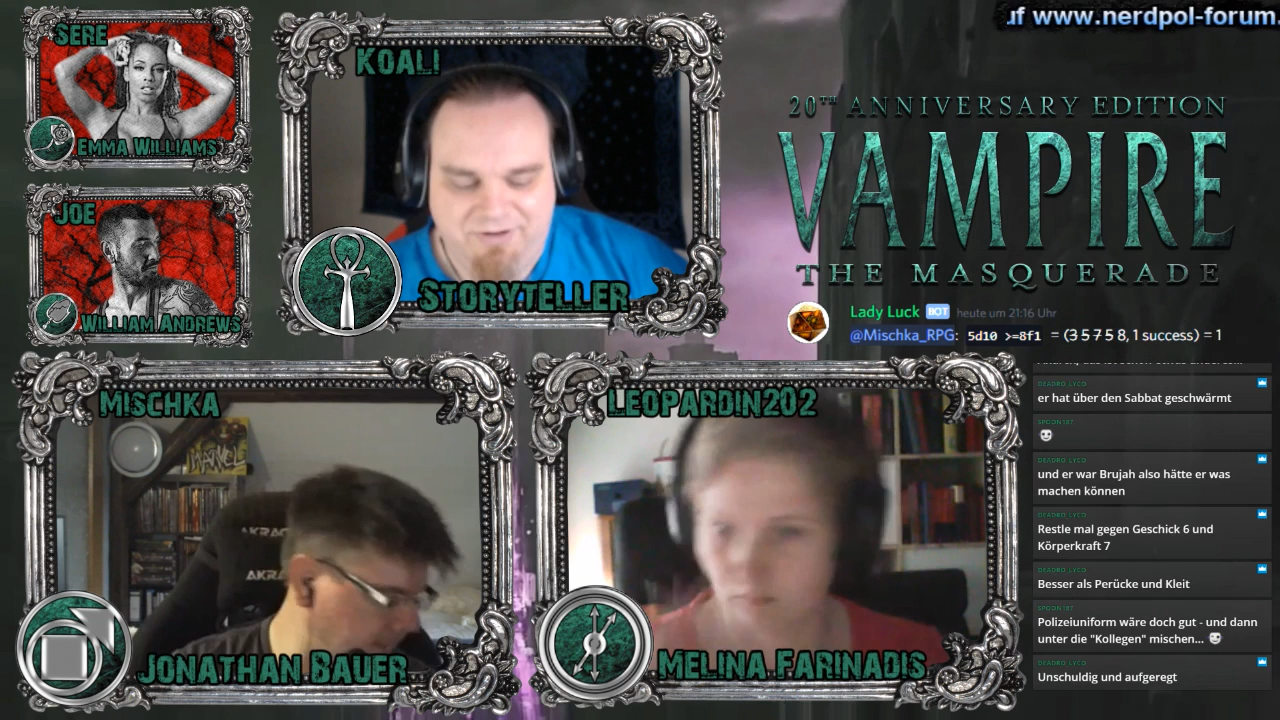 SERE
EMMA WILLIAMS
JOE
WILLIAM ANDREWS
KOALI
STORYTELLER
uf www.nerdpol-forum.
20TH ANNIVERSARY EDITION
VAMPIRE
THE MASQUERADE
Lady Luck BOT heute um 21:16 Uhr
@Mischka_RPG: 5d10 >=8f1 = (3 5 7 5 8, 1 success) = 1
MISCHKA
AKRACING
JONATHAN BAUER
LEOPARDIN202
MELINA FARINADIS
DEADRO_LYCO
er hat über den Sabbat geschwärmt
SPOON187
DEADRO_LYCO
und er war Brujah also hätte er was
machen können
DEADRO_LYCO
Restle mal gegen Geschick 6 und
Körperkraft 7
DEADRO_LYCO
Besser als Perücke und Kleit
SPOON187
Polizeiuniform wäre doch gut - und dann
unter die "Kollegen" mischen...
DEADRO_LYCO
Unschuldig und aufgeregt